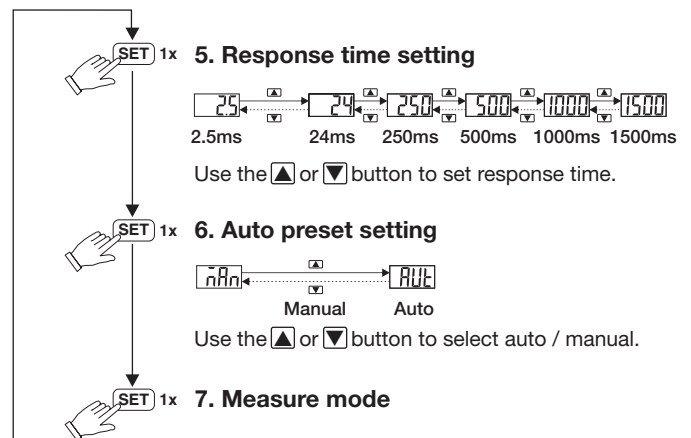 SET 1x 5. Response time setting
2.5 ▲ ▼ 24 ▲ ▼ 250 ▲ ▼ 500 ▲ ▼ 1000 ▲ ▼ 1500
2.5ms 24ms 250ms 500ms 1000ms 1500ms
Use the ▲ or ▼ button to set response time.
SET 1x 6. Auto preset setting
n̄An ▲ ▼ AUt
Manual Auto
Use the ▲ or ▼ button to select auto / manual.
SET 1x 7. Measure mode